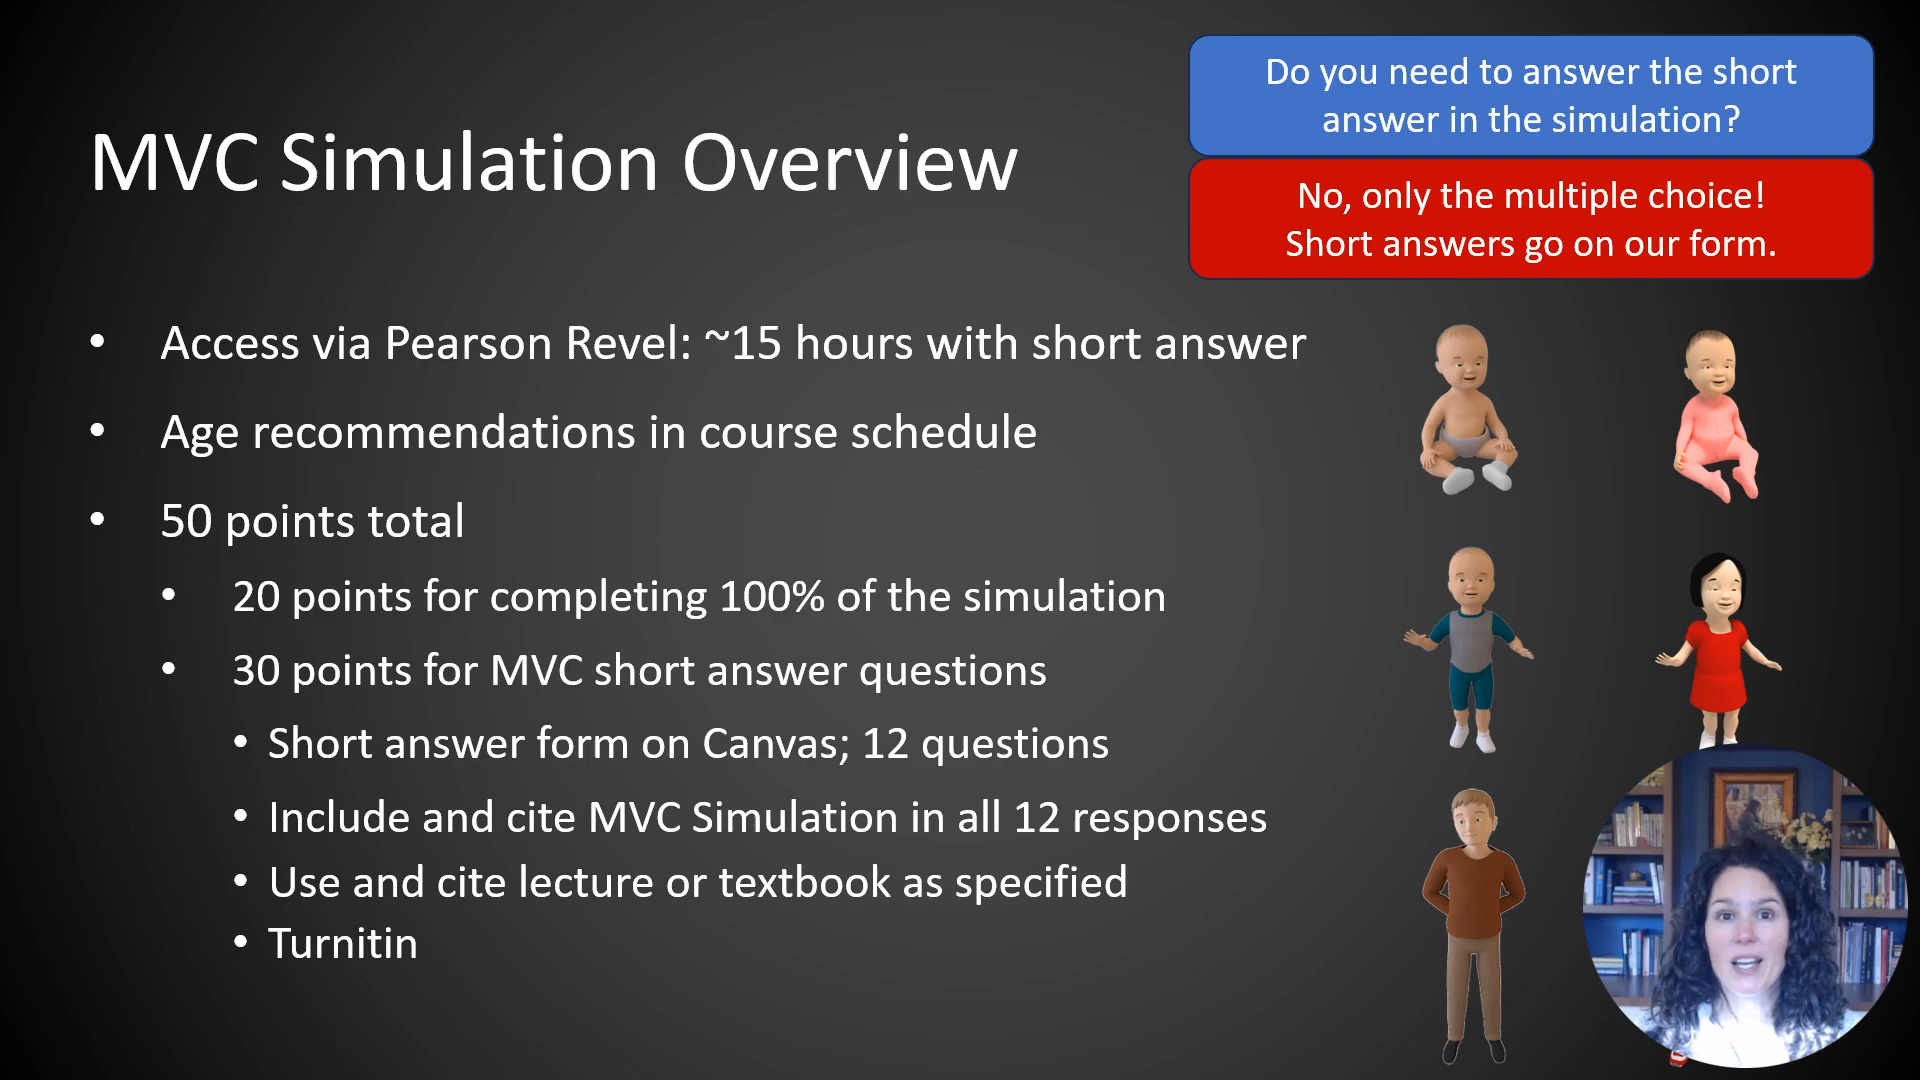 Do you need to answer the short
answer in the simulation?
No, only the multiple choice!
Short answers go on our form.
MVC Simulation Overview
• Access via Pearson Revel: ~15 hours with short answer
• Age recommendations in course schedule
• 50 points total
• 20 points for completing 100% of the simulation
• 30 points for MVC short answer questions
• Short answer form on Canvas; 12 questions
• Include and cite MVC Simulation in all 12 responses
• Use and cite lecture or textbook as specified
• Turnitin